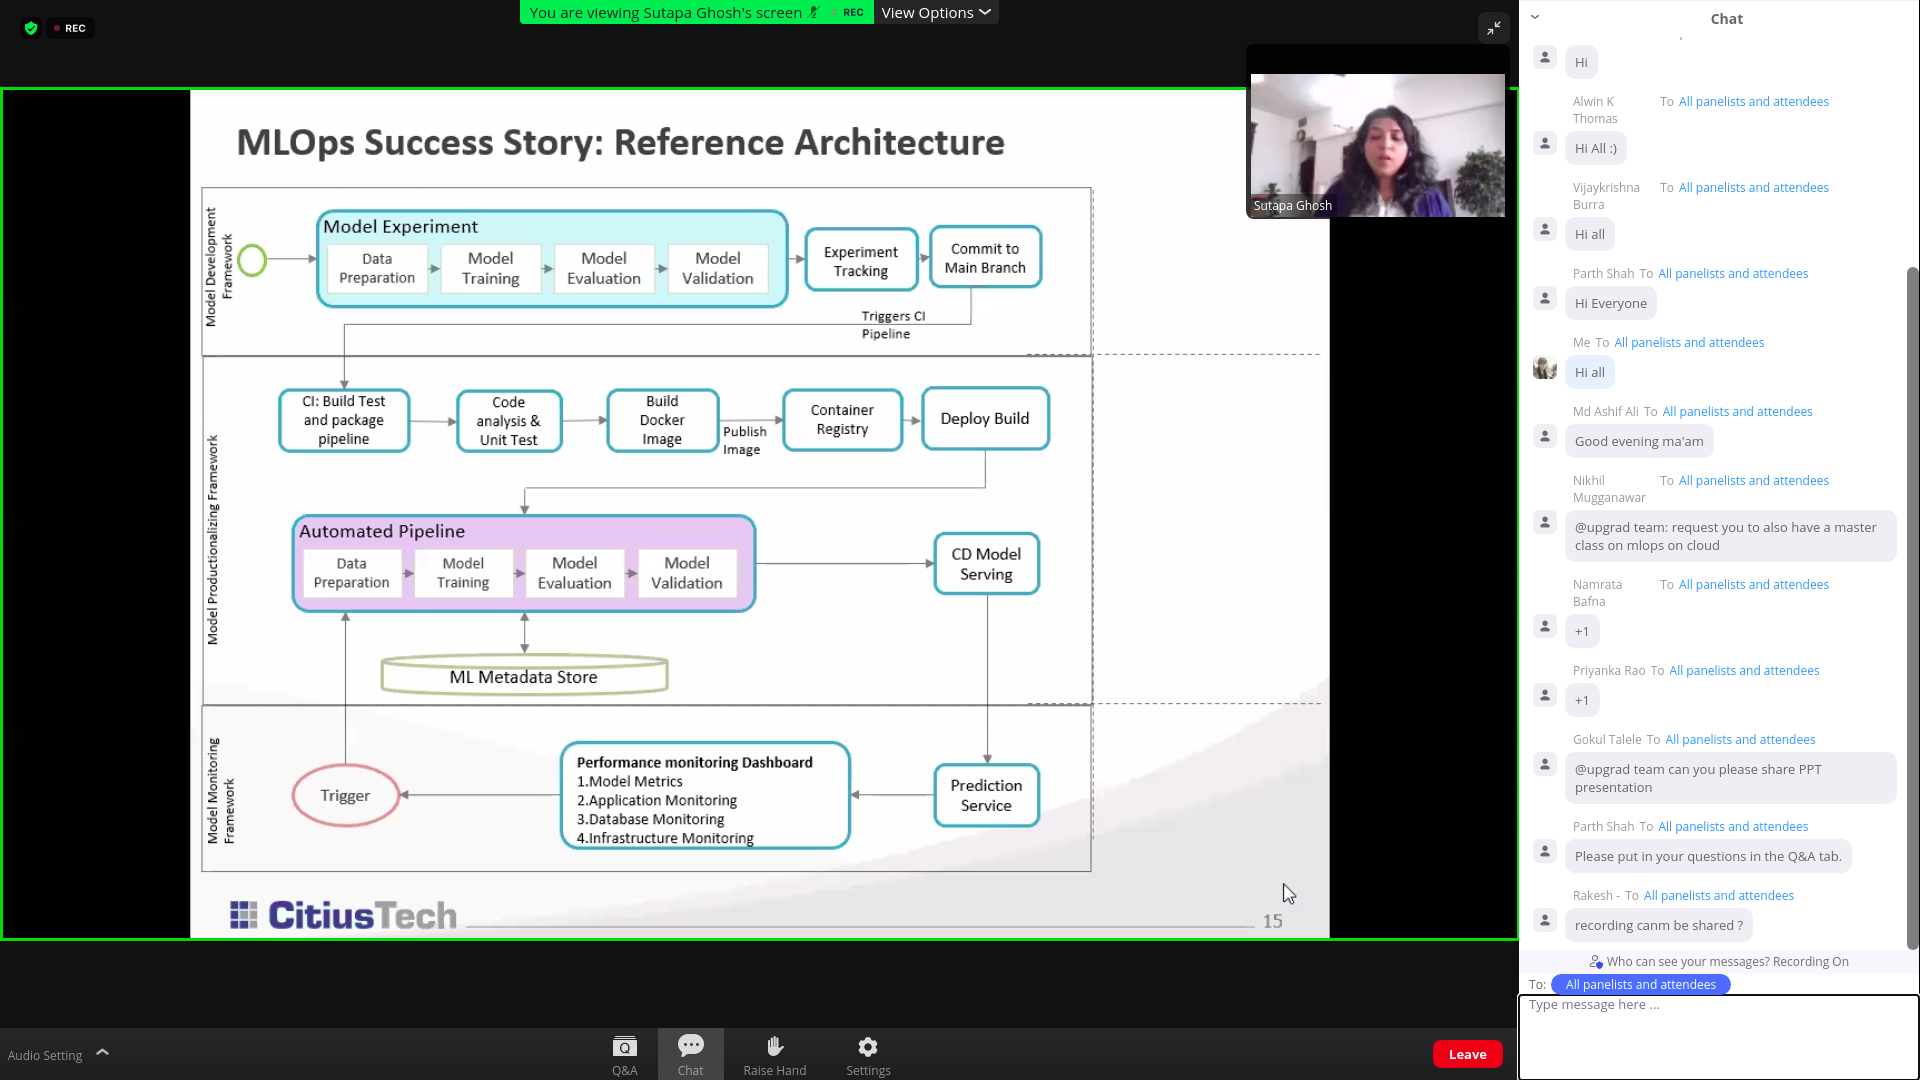 You are viewing Sutapa Ghosh's screen
REC
View Options
REC
MLOps Success Story: Reference Architecture
Sutapa Ghosh
Model Development
Framework
Model Experiment
Data
Preparation
Model
Training
Model
Evaluation
Model
Validation
Experiment
Tracking
Commit to
Main Branch
Triggers CI
Pipeline
Model Productionalizing Framework
CI: Build Test
and package
pipeline
Code
analysis &
Unit Test
Build
Docker
Image
Publish
Image
Container
Registry
Deploy Build
Automated Pipeline
Data
Preparation
Model
Training
Model
Evaluation
Model
Validation
CD Model
Serving
ML Metadata Store
Model Monitoring
Framework
Trigger
Performance monitoring Dashboard
1.Model Metrics
2.Application Monitoring
3.Database Monitoring
4.Infrastructure Monitoring
Prediction
Service
CitiusTech
15
Chat
Hi
Alwin K
Thomas
To All panelists and attendees
Hi All :)
Vijaykrishna
Burra
To All panelists and attendees
Hi all
Parth Shah To All panelists and attendees
Hi Everyone
Me To All panelists and attendees
Hi all
Md Ashif Ali To All panelists and attendees
Good evening ma'am
Nikhil
Mugganawar
To All panelists and attendees
@upgrad team: request you to also have a master
class on mlops on cloud
Namrata
Bafna
To All panelists and attendees
+1
Priyanka Rao To All panelists and attendees
+1
Gokul Talele To All panelists and attendees
@upgrad team can you please share PPT
presentation
Parth Shah To All panelists and attendees
Please put in your questions in the Q&A tab.
Rakesh - To All panelists and attendees
recording canm be shared ?
Who can see your messages? Recording On
To: All panelists and attendees
Type message here ...
Audio Setting
Q
Q&A
Chat
Raise Hand
Settings
Leave